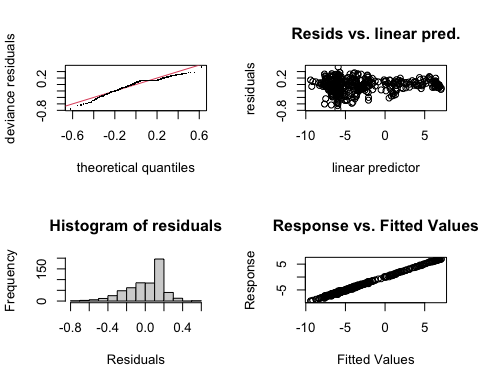 deviance residuals
0.2
-0.8
-0.6
-0.2
0.2
0.6
theoretical quantiles
Resids vs. linear pred.
residuals
0.2
-0.8
-10
-5
0
5
linear predictor
Histogram of residuals
Frequency
150
0
-0.8
-0.4
0.0
0.4
Residuals
Response vs. Fitted Values
Response
5
-5
-10
-5
0
5
Fitted Values